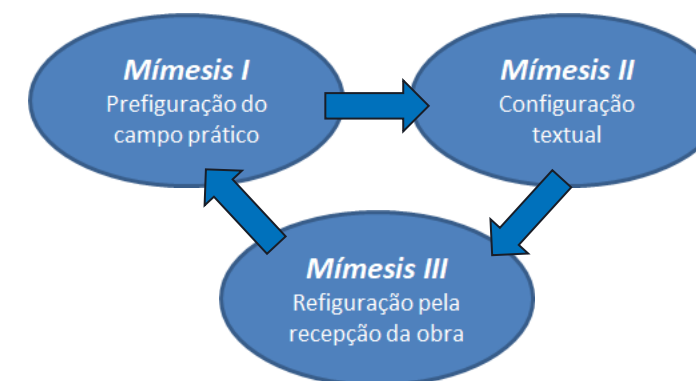 Mímesis I
Prefiguração do
campo prático
Mímesis II
Configuração
textual
Mímesis III
Refiguração pela
recepção da obra